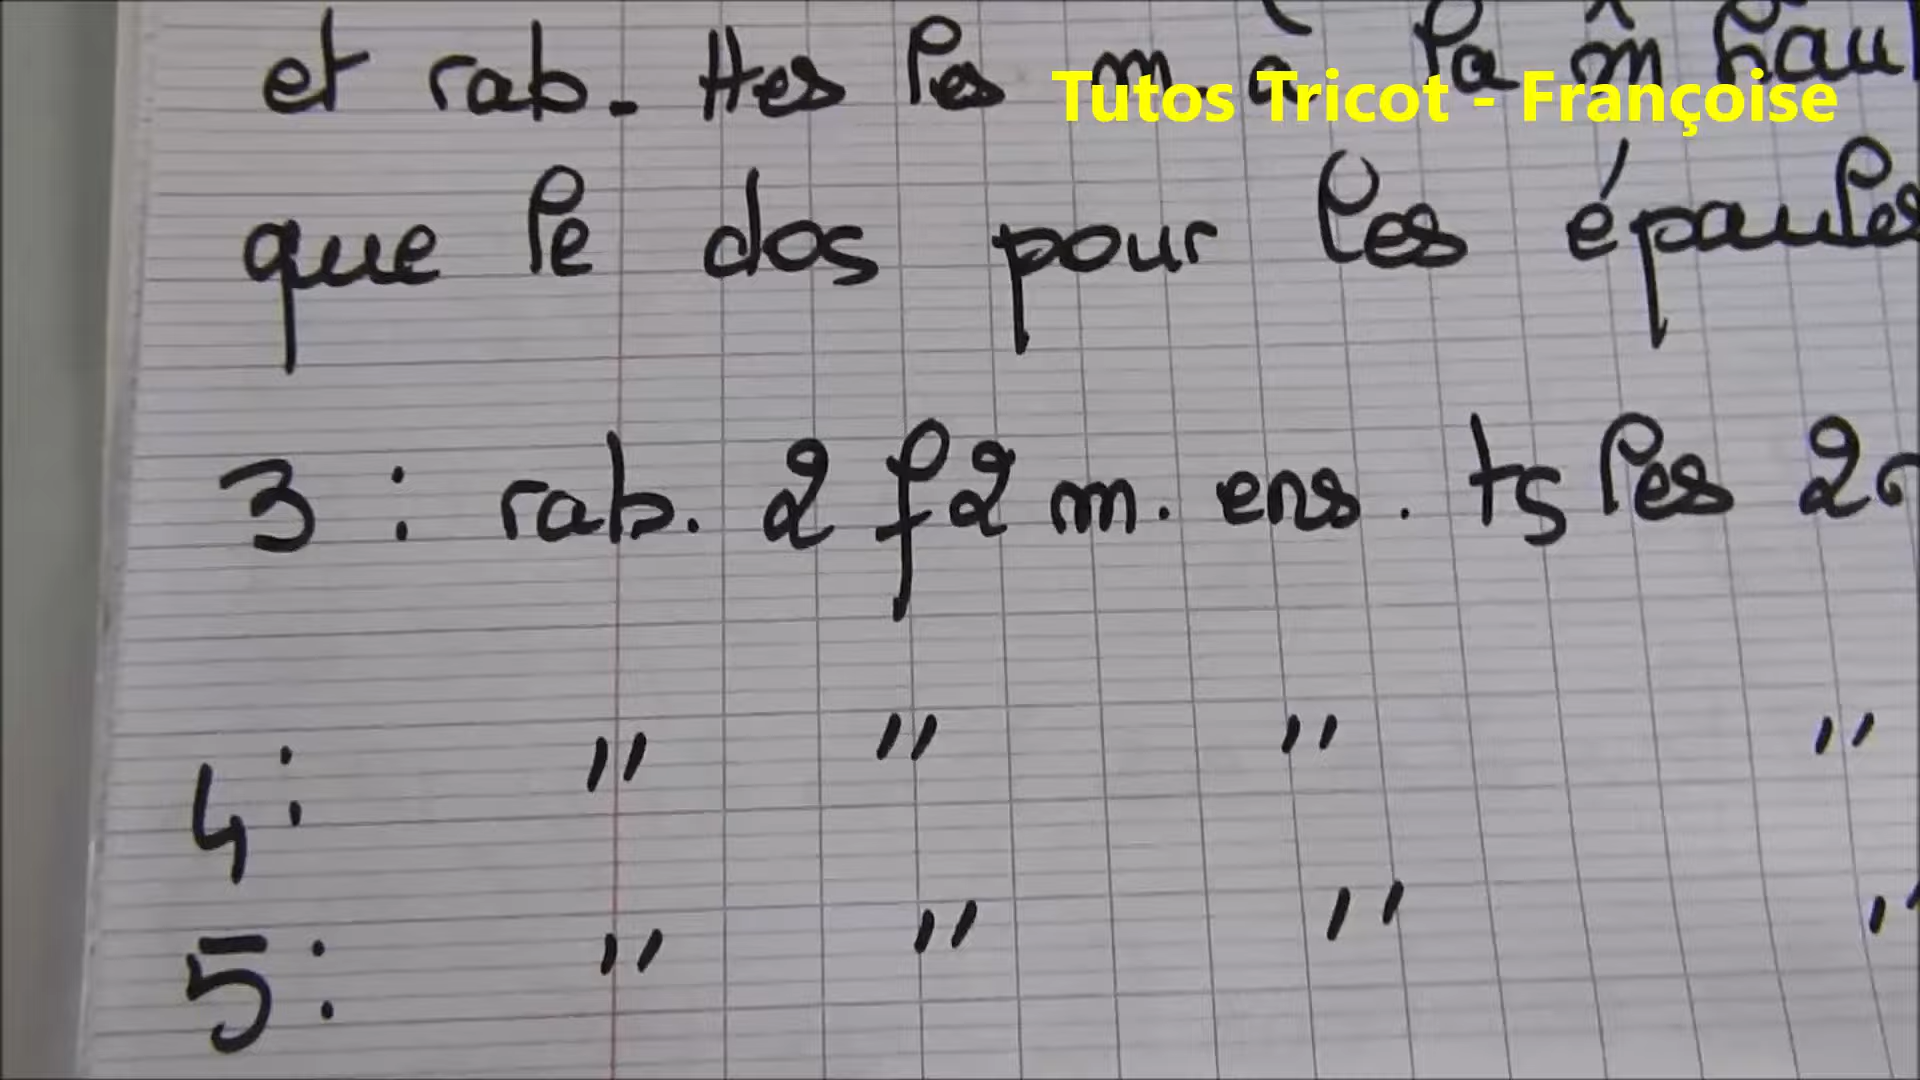 et rab. ttes les m. à la m̂ hau
Tutos Tricot - Françoise
que le dos pour les épaules
3 : rab. 2 f 2 m. ens. ts les 2
4 : " " " "
5 : " " " "